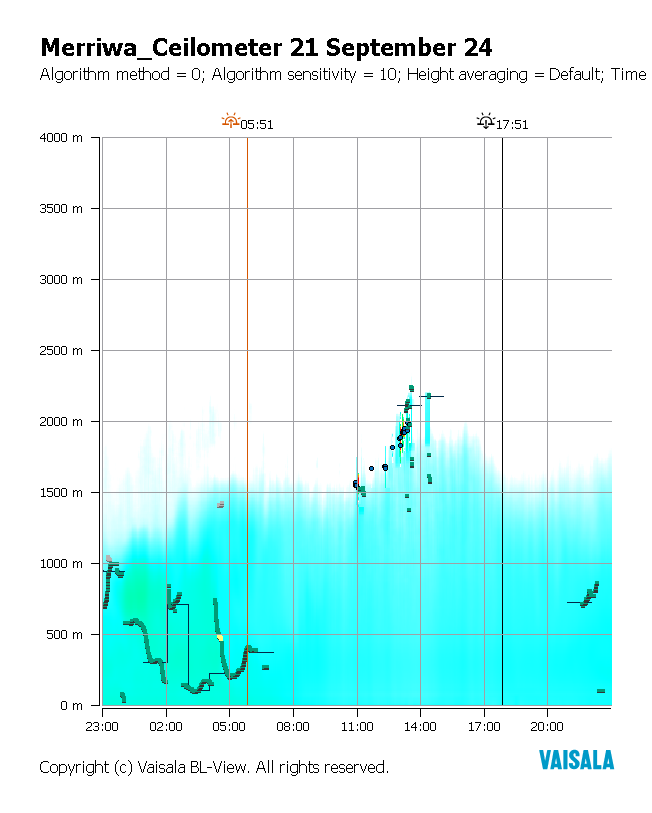 Merriwa_Ceilometer 21 September 24
Algorithm method = 0; Algorithm sensitivity = 10; Height averaging = Default; Time
05:51 17:51
4000 m
3500 m
3000 m
2500 m
2000 m
1500 m
1000 m
500 m
0 m
23:00 02:00 05:00 08:00 11:00 14:00 17:00 20:00
Copyright (c) Vaisala BL-View. All rights reserved.
VAISALA